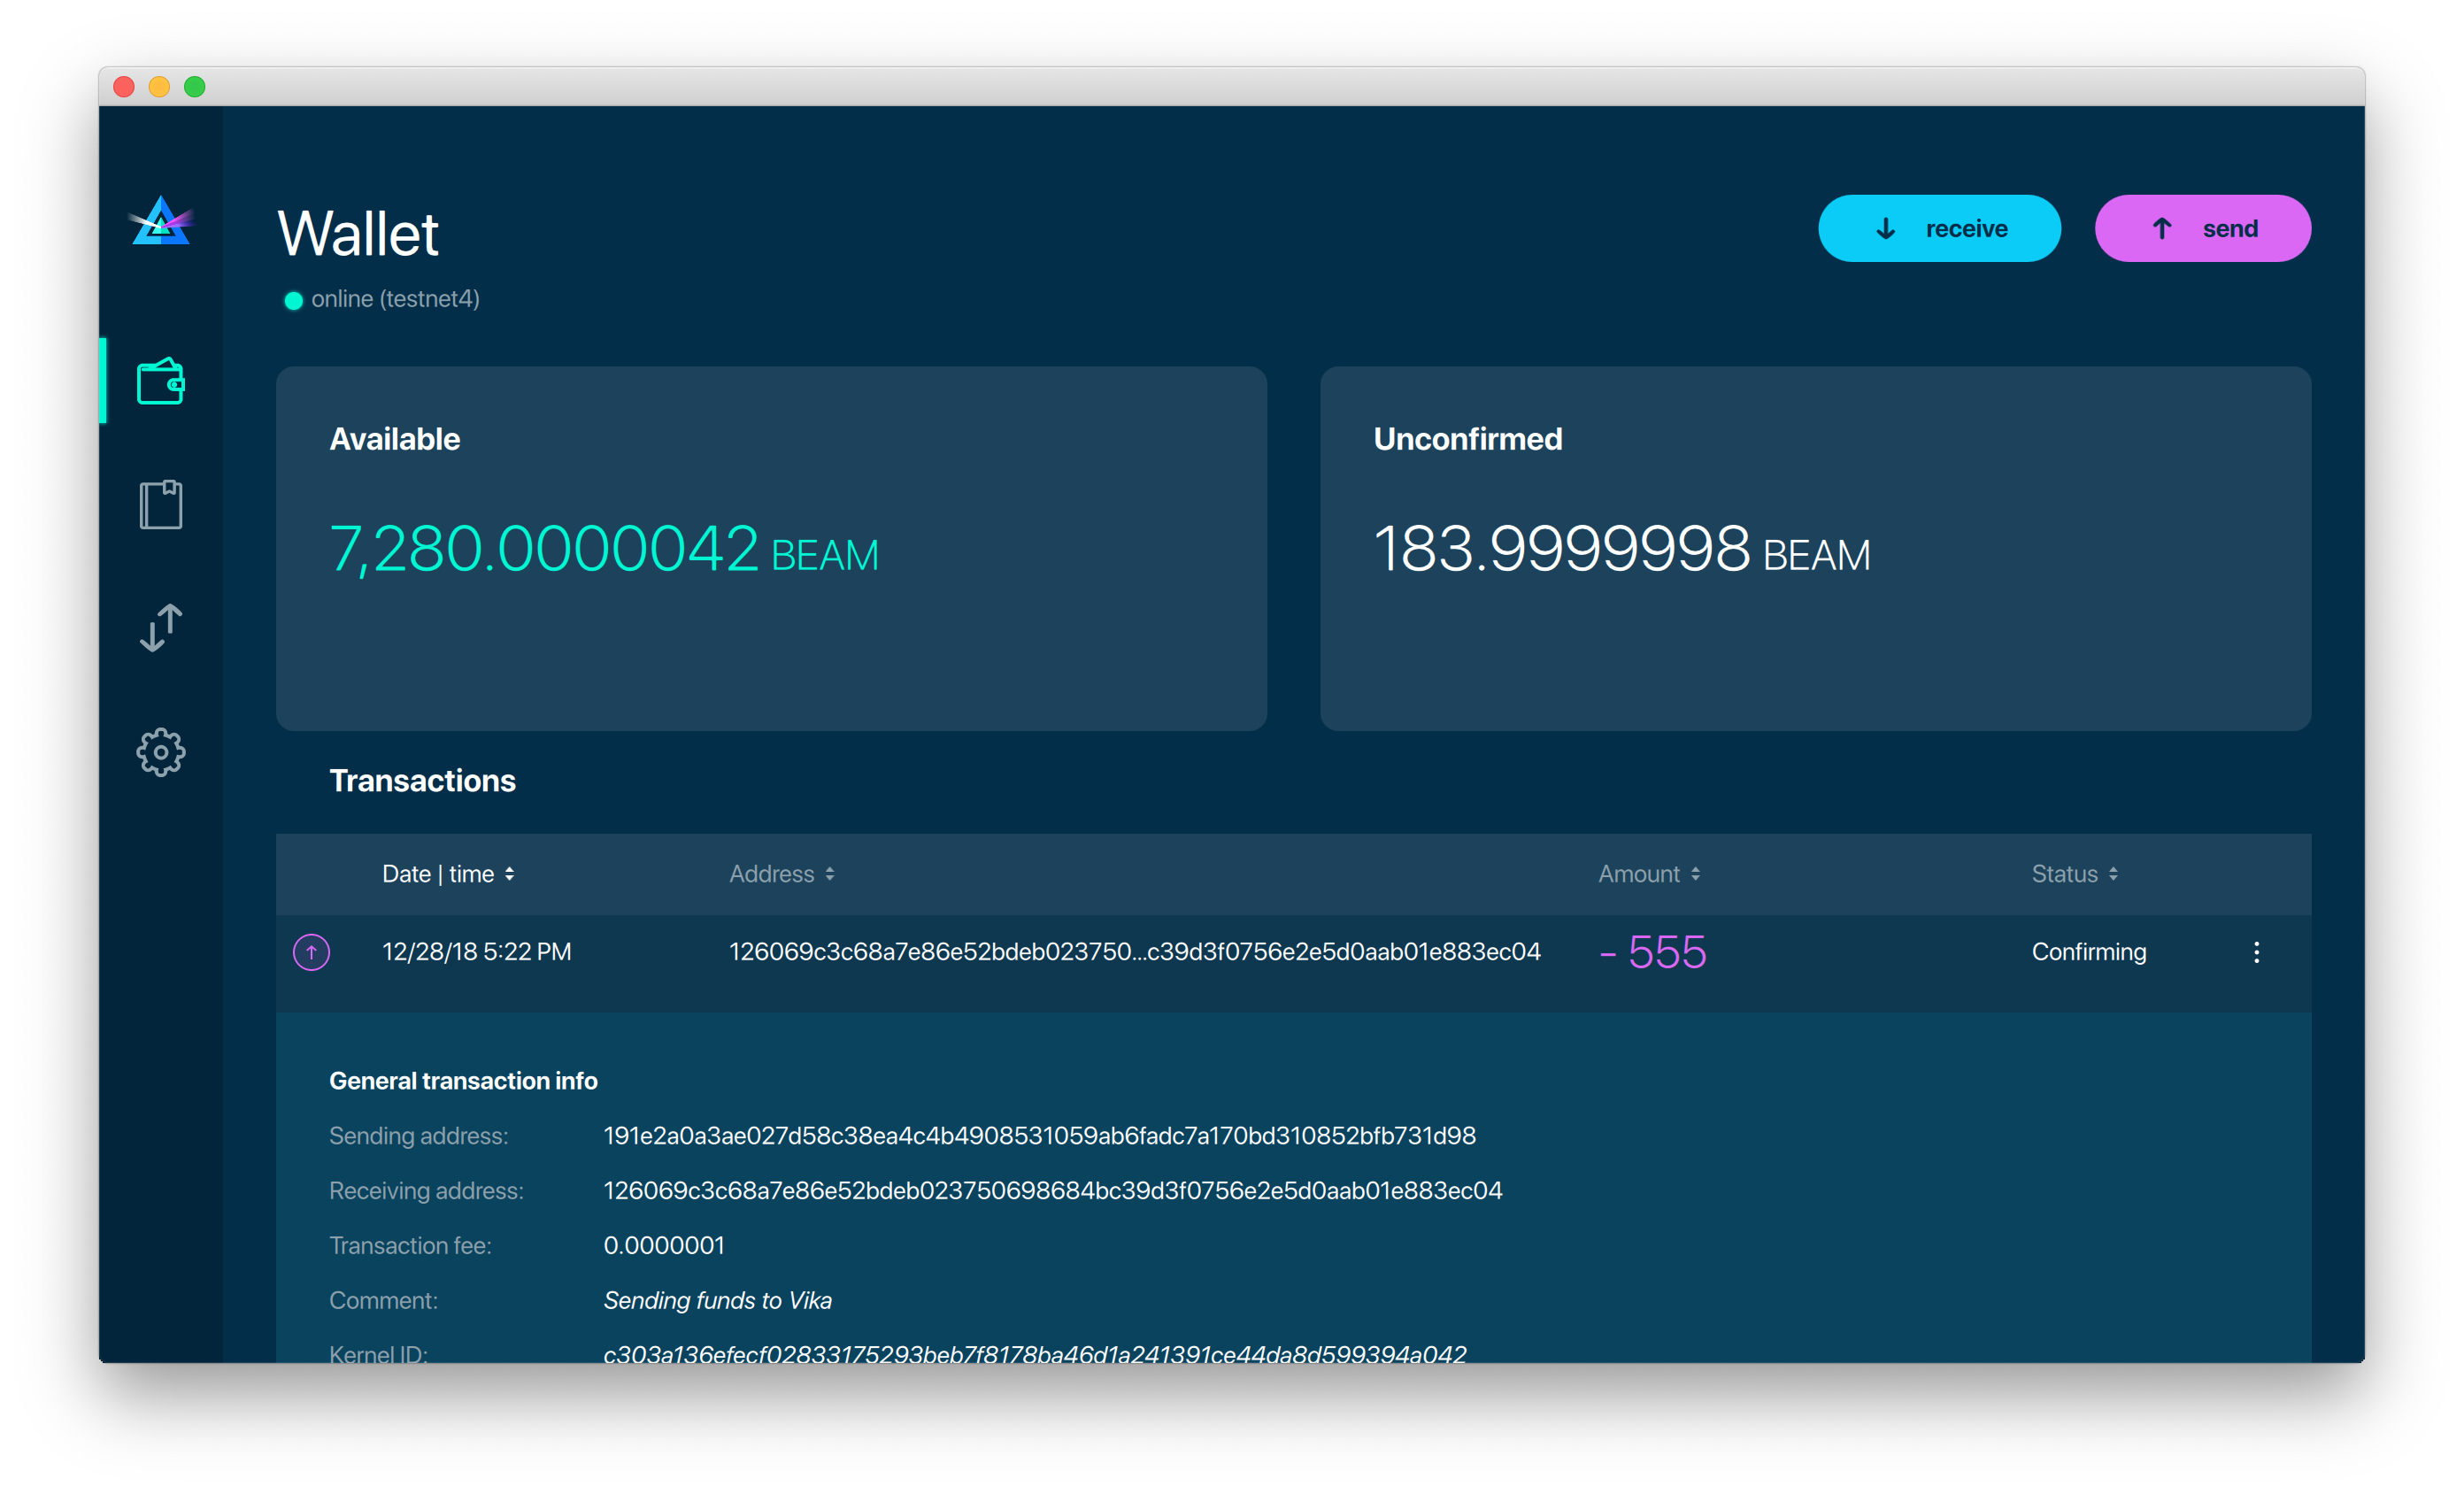 Wallet
receive
send
online (testnet4)
Available
Unconfirmed
7,280.0000042 BEAM
183.9999998 BEAM
Transactions
Date | time
Address
Amount
Status
12/28/18 5:22 PM
126069c3c68a7e86e52bdeb023750...c39d3f0756e2e5d0aab01e883ec04
- 555
Confirming
General transaction info
Sending address: 191e2a0a3ae027d58c38ea4c4b4908531059ab6fadc7a170bd310852bfb731d98
Receiving address: 126069c3c68a7e86e52bdeb023750698684bc39d3f0756e2e5d0aab01e883ec04
Transaction fee: 0.0000001
Comment: Sending funds to Vika
Kernel ID: c303a136efecf02833175293beb7f8178ba46d1a241391ce44da8d599394a042